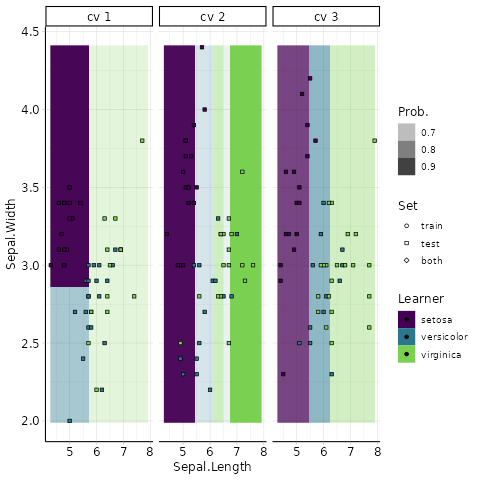 cv 1 cv 2 cv 3
4.5
4.0
3.5
3.0
2.5
2.0
Sepal.Width
5 6 7 8 5 6 7 8 5 6 7 8
Sepal.Length
Prob.
0.7
0.8
0.9
Set
train
test
both
Learner
setosa
versicolor
virginica